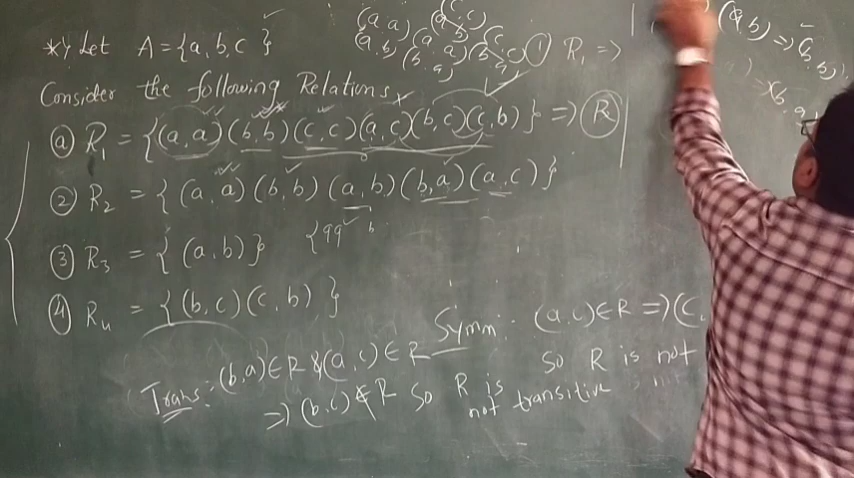 *) Let A = {a, b, c}
(a, a) (a, b)
(b, a)
① R₁ =>
(a, b) =>
Consider the following Relations
ⓐ R₁ = {(a, a) (b, b) (c, c) (a, c) (b, c) (c, b)} => Ⓡ
② R₂ = {(a, a) (b, b) (a, b) (b, a) (a, c)}
③ R₃ = {(a, b)}
④ R₄ = {(b, c) (c, b)}
Symm: (a, c) ∈ R => (c,
so R is not
Trans: (b, a) ∈ R & (a, c) ∈ R
=> (b, c) ∉ R so R is
not transitive